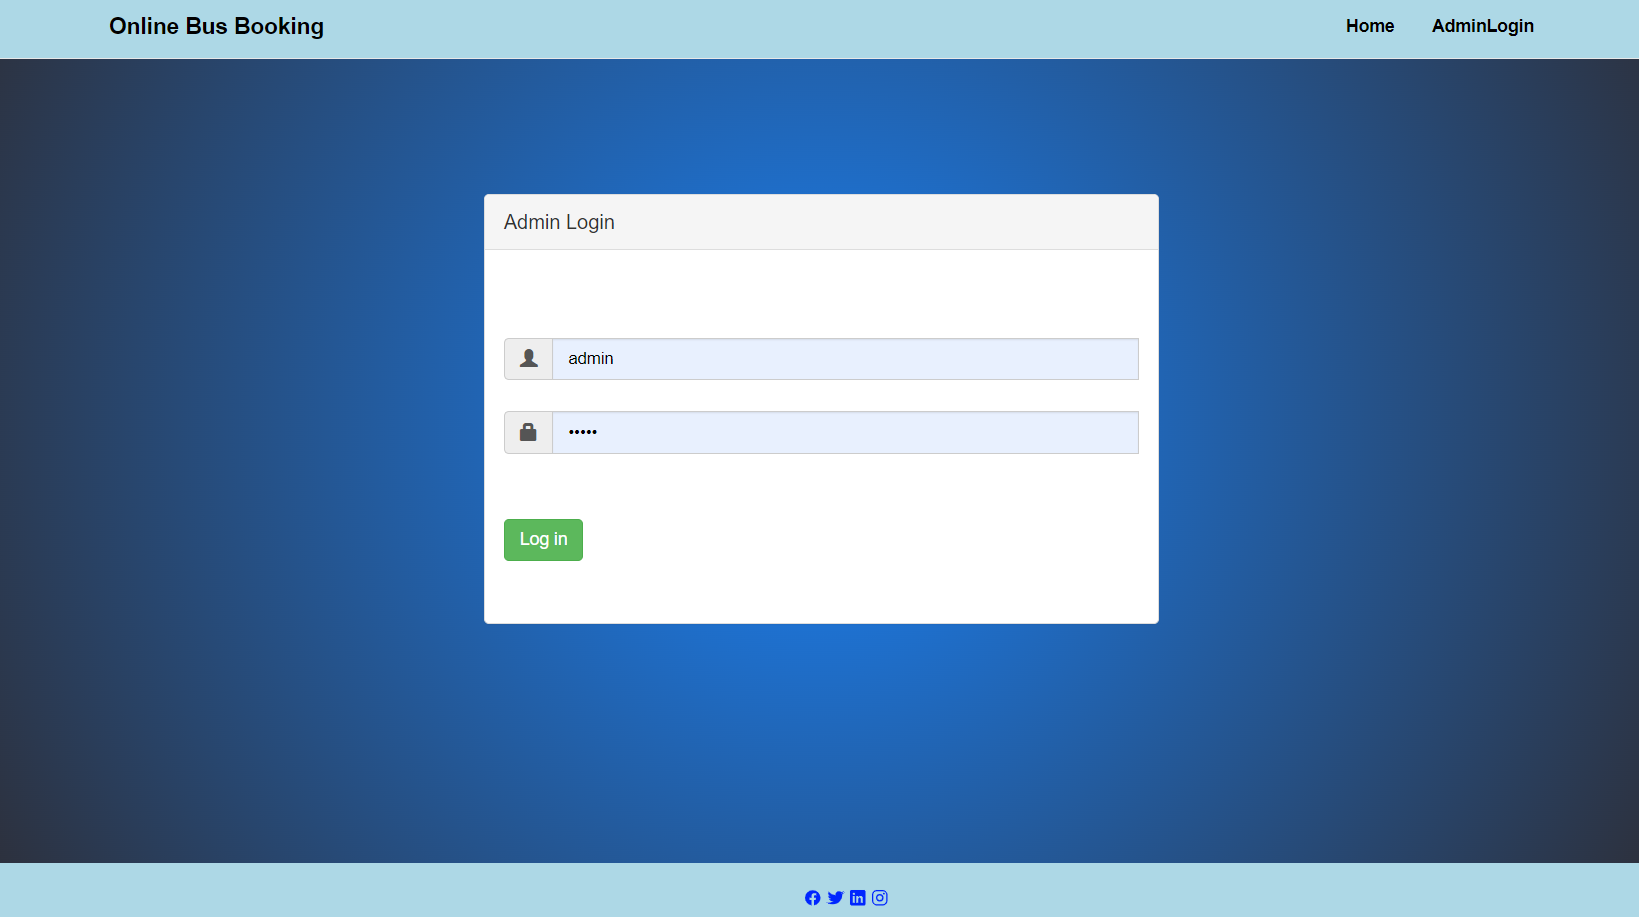 Online Bus Booking
Home
AdminLogin
Admin Login
admin
•••••
Log in